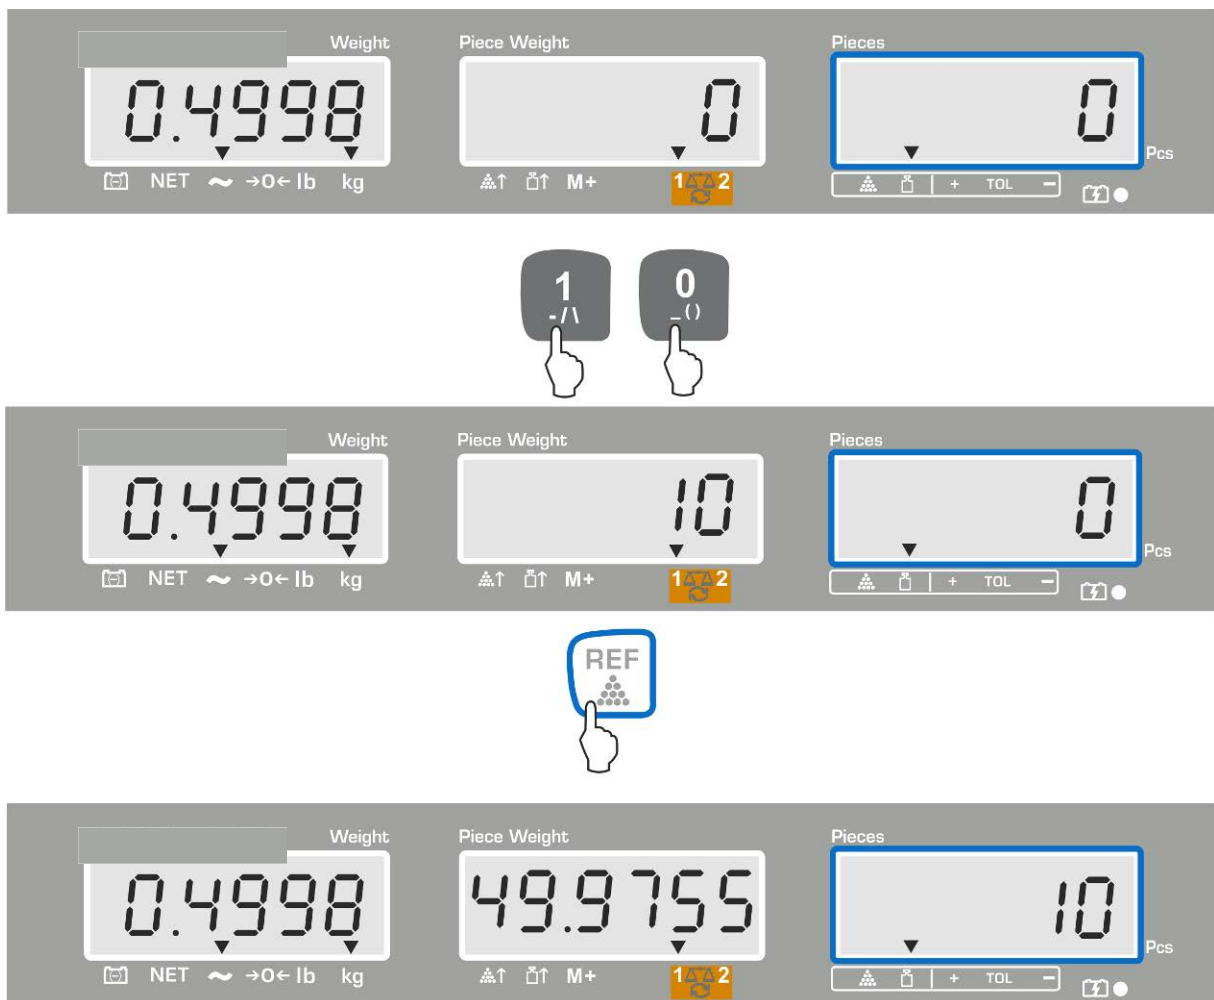 Weight Piece Weight Pieces
0.4998 0 0
Pcs
NET ~ →0← lb kg M+ 1 2 + TOL −
1 0
-/\ _()
Weight Piece Weight Pieces
0.4998 10 0
Pcs
NET ~ →0← lb kg M+ 1 2 + TOL −
REF
Weight Piece Weight Pieces
0.4998 49.9755 10
Pcs
NET ~ →0← lb kg M+ 1 2 + TOL −